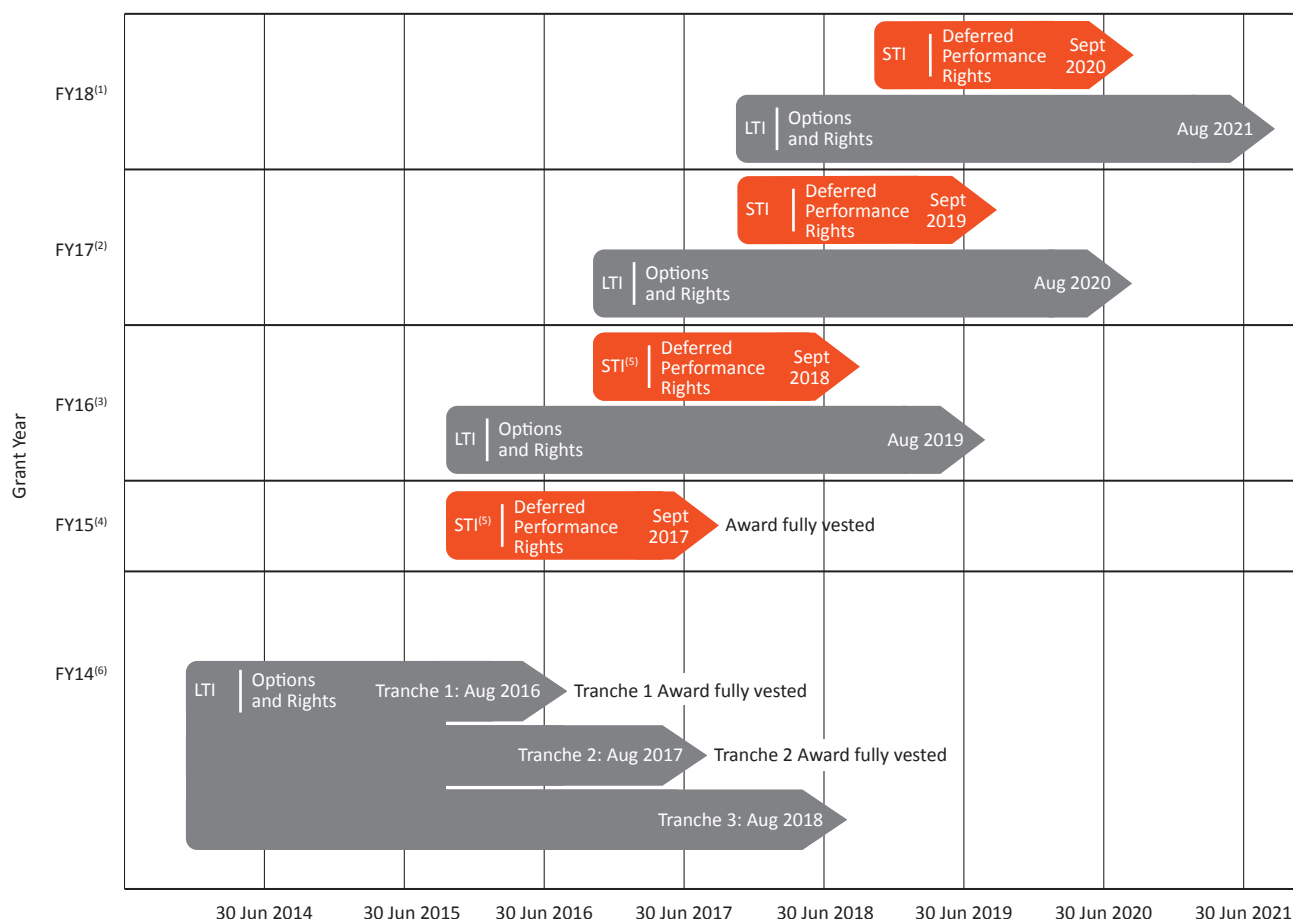 Grant Year
FY18(1)
STI
Deferred
Performance
Rights
Sept
2020
LTI
Options
and Rights
Aug 2021
FY17(2)
STI
Deferred
Performance
Rights
Sept
2019
LTI
Options
and Rights
Aug 2020
FY16(3)
STI(5)
Deferred
Performance
Rights
Sept
2018
LTI
Options
and Rights
Aug 2019
FY15(4)
STI(5)
Deferred
Performance
Rights
Sept
2017
Award fully vested
FY14(6)
LTI
Options
and Rights
Tranche 1: Aug 2016
Tranche 1 Award fully vested
Tranche 2: Aug 2017
Tranche 2 Award fully vested
Tranche 3: Aug 2018
30 Jun 2014
30 Jun 2015
30 Jun 2016
30 Jun 2017
30 Jun 2018
30 Jun 2019
30 Jun 2020
30 Jun 2021